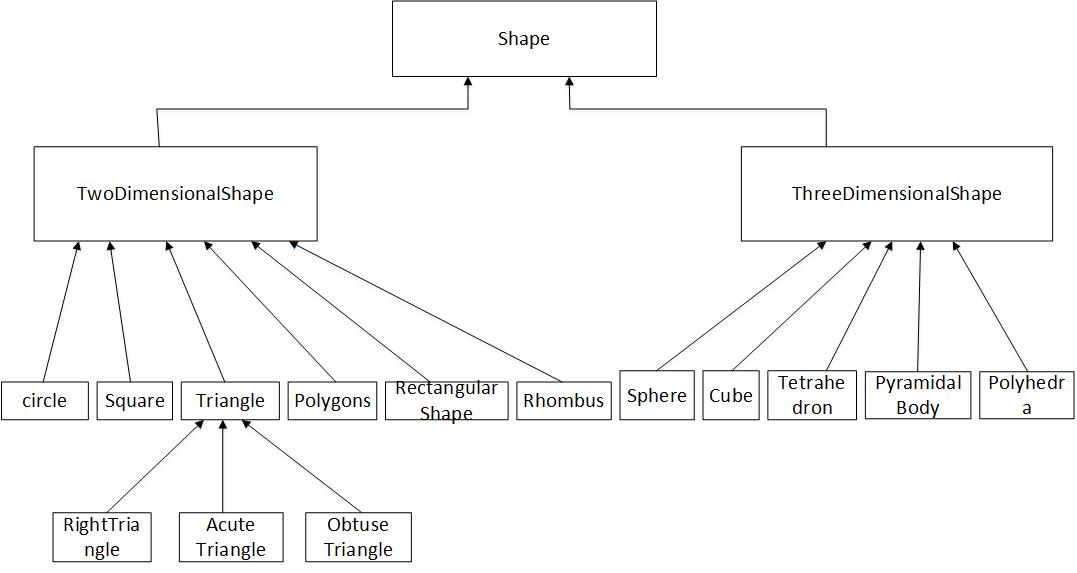 Shape
TwoDimensionalShape
ThreeDimensionalShape
circle
Square
Triangle
Polygons
Rectangular
Shape
Rhombus
Sphere
Cube
Tetrahe
dron
Pyramidal
Body
Polyhedr
a
RightTria
ngle
Acute
Triangle
Obtuse
Triangle